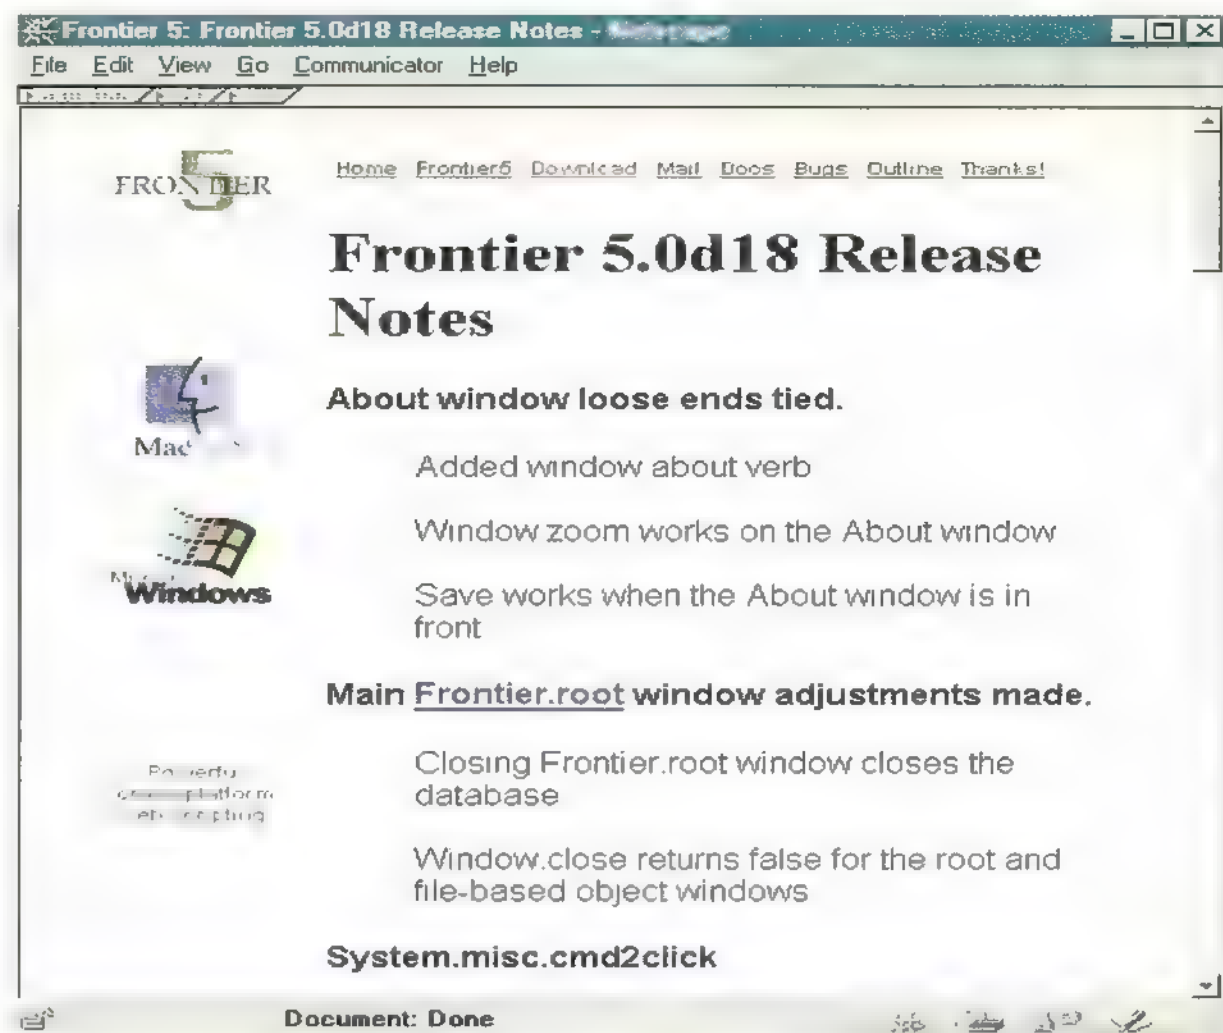 Frontier 5: Frontier 5.0d18 Release Notes -
File Edit View Go Communicator Help
FRONTIER 5
Home Frontier5 Download Mail Docs Bugs Outline Thanks!
Frontier 5.0d18 Release
Notes
About window loose ends tied.
Mac
Added window about verb
Window zoom works on the About window
Windows
Save works when the About window is in
front
Main Frontier.root window adjustments made.
Closing Frontier.root window closes the
database
Window.close returns false for the root and
file-based object windows
System.misc.cmd2click
Document: Done